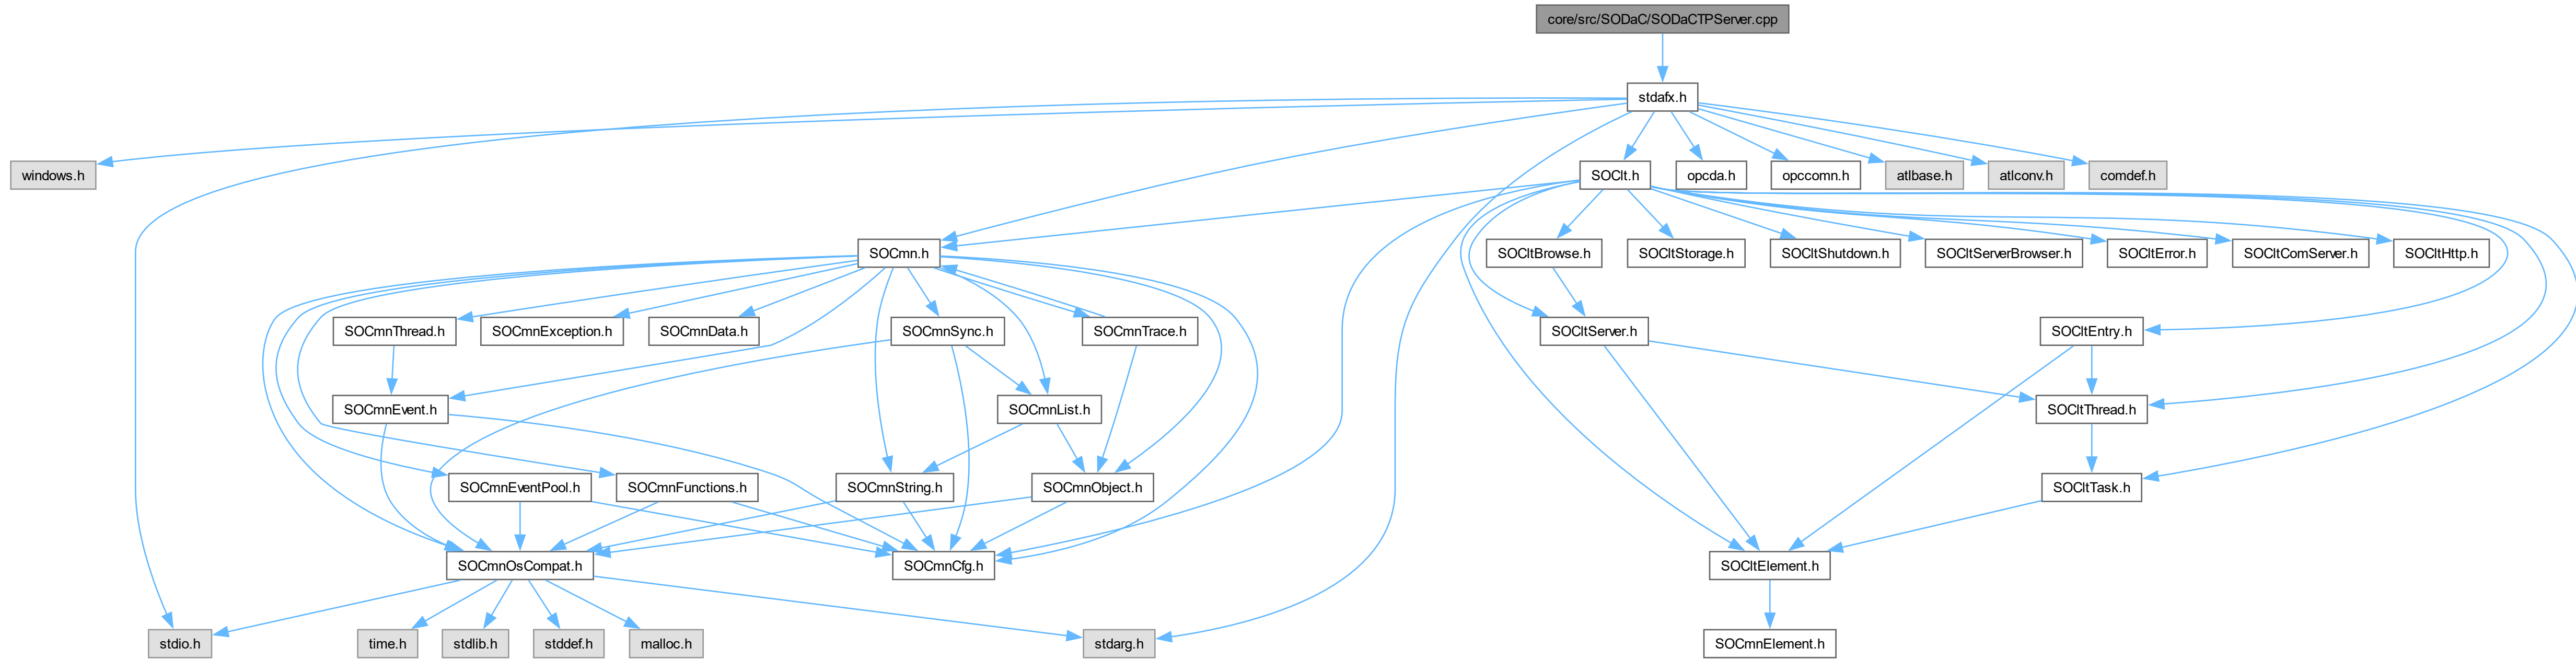 core/src/SODaC/SODaCTPServer.cpp
stdafx.h
windows.h
SOClt.h
opcda.h
opccomn.h
atlbase.h
atlconv.h
comdef.h
SOCmn.h
SOCltBrowse.h
SOCltStorage.h
SOCltShutdown.h
SOCltServerBrowser.h
SOCltError.h
SOCltComServer.h
SOCltHttp.h
SOCmnThread.h
SOCmnException.h
SOCmnData.h
SOCmnSync.h
SOCmnTrace.h
SOCltServer.h
SOCltEntry.h
SOCmnEvent.h
SOCmnList.h
SOCltThread.h
SOCmnEventPool.h
SOCmnFunctions.h
SOCmnString.h
SOCmnObject.h
SOCltTask.h
SOCmnOsCompat.h
SOCmnCfg.h
SOCltElement.h
stdio.h
time.h
stdlib.h
stddef.h
malloc.h
stdarg.h
SOCmnElement.h